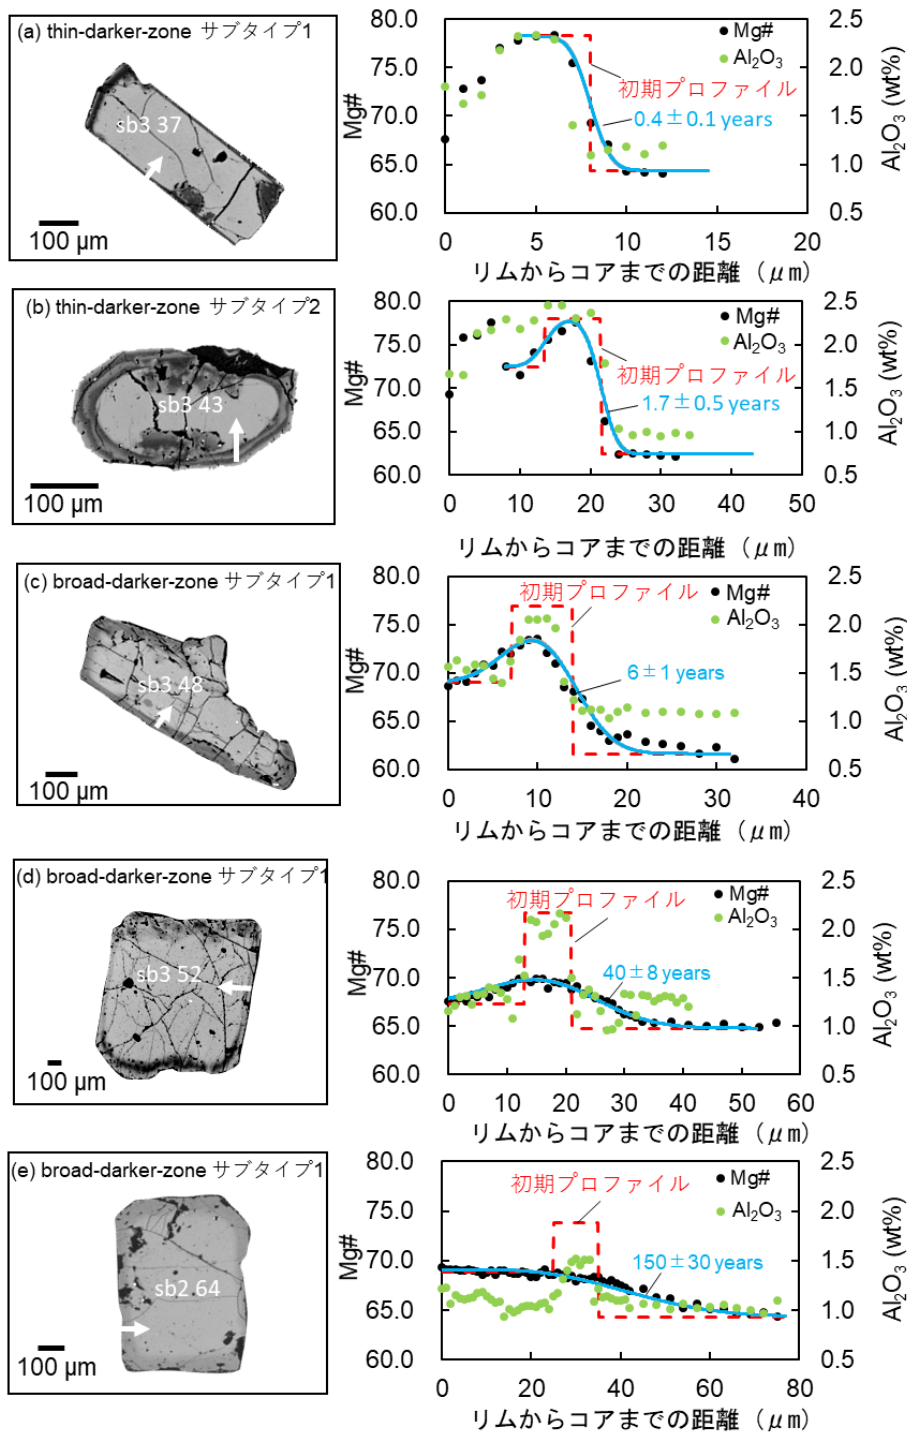 (a) thin-darker-zone サブタイプ1
sb3 37
100 μm
Mg#
80.0
75.0
70.0
65.0
60.0
Mg#
Al₂O₃
初期プロファイル
0.4±0.1 years
2.5
2.0
1.5
1.0
0.5
Al₂O₃ (wt%)
0 5 10 15 20
リムからコアまでの距離（μm）
(b) thin-darker-zone サブタイプ2
sb3 43
100 μm
Mg#
80.0
75.0
70.0
65.0
60.0
Mg#
Al₂O₃
初期プロファイル
1.7±0.5 years
2.5
2.0
1.5
1.0
0.5
Al₂O₃ (wt%)
0 10 20 30 40 50
リムからコアまでの距離（μm）
(c) broad-darker-zone サブタイプ1
sb3 48
100 μm
Mg#
80.0
75.0
70.0
65.0
60.0
初期プロファイル
Mg#
Al₂O₃
6±1 years
2.5
2.0
1.5
1.0
0.5
Al₂O₃ (wt%)
0 10 20 30 40
リムからコアまでの距離（μm）
(d) broad-darker-zone サブタイプ1
sb3 52
100 μm
Mg#
80.0
75.0
70.0
65.0
60.0
初期プロファイル
Mg#
Al₂O₃
40±8 years
2.5
2.0
1.5
1.0
0.5
Al₂O₃ (wt%)
0 10 20 30 40 50 60
リムからコアまでの距離（μm）
(e) broad-darker-zone サブタイプ1
sb2.64
100 μm
Mg#
80.0
75.0
70.0
65.0
60.0
初期プロファイル
Mg#
Al₂O₃
150±30 years
2.5
2.0
1.5
1.0
0.5
Al₂O₃ (wt%)
0 20 40 60 80
リムからコアまでの距離（μm）